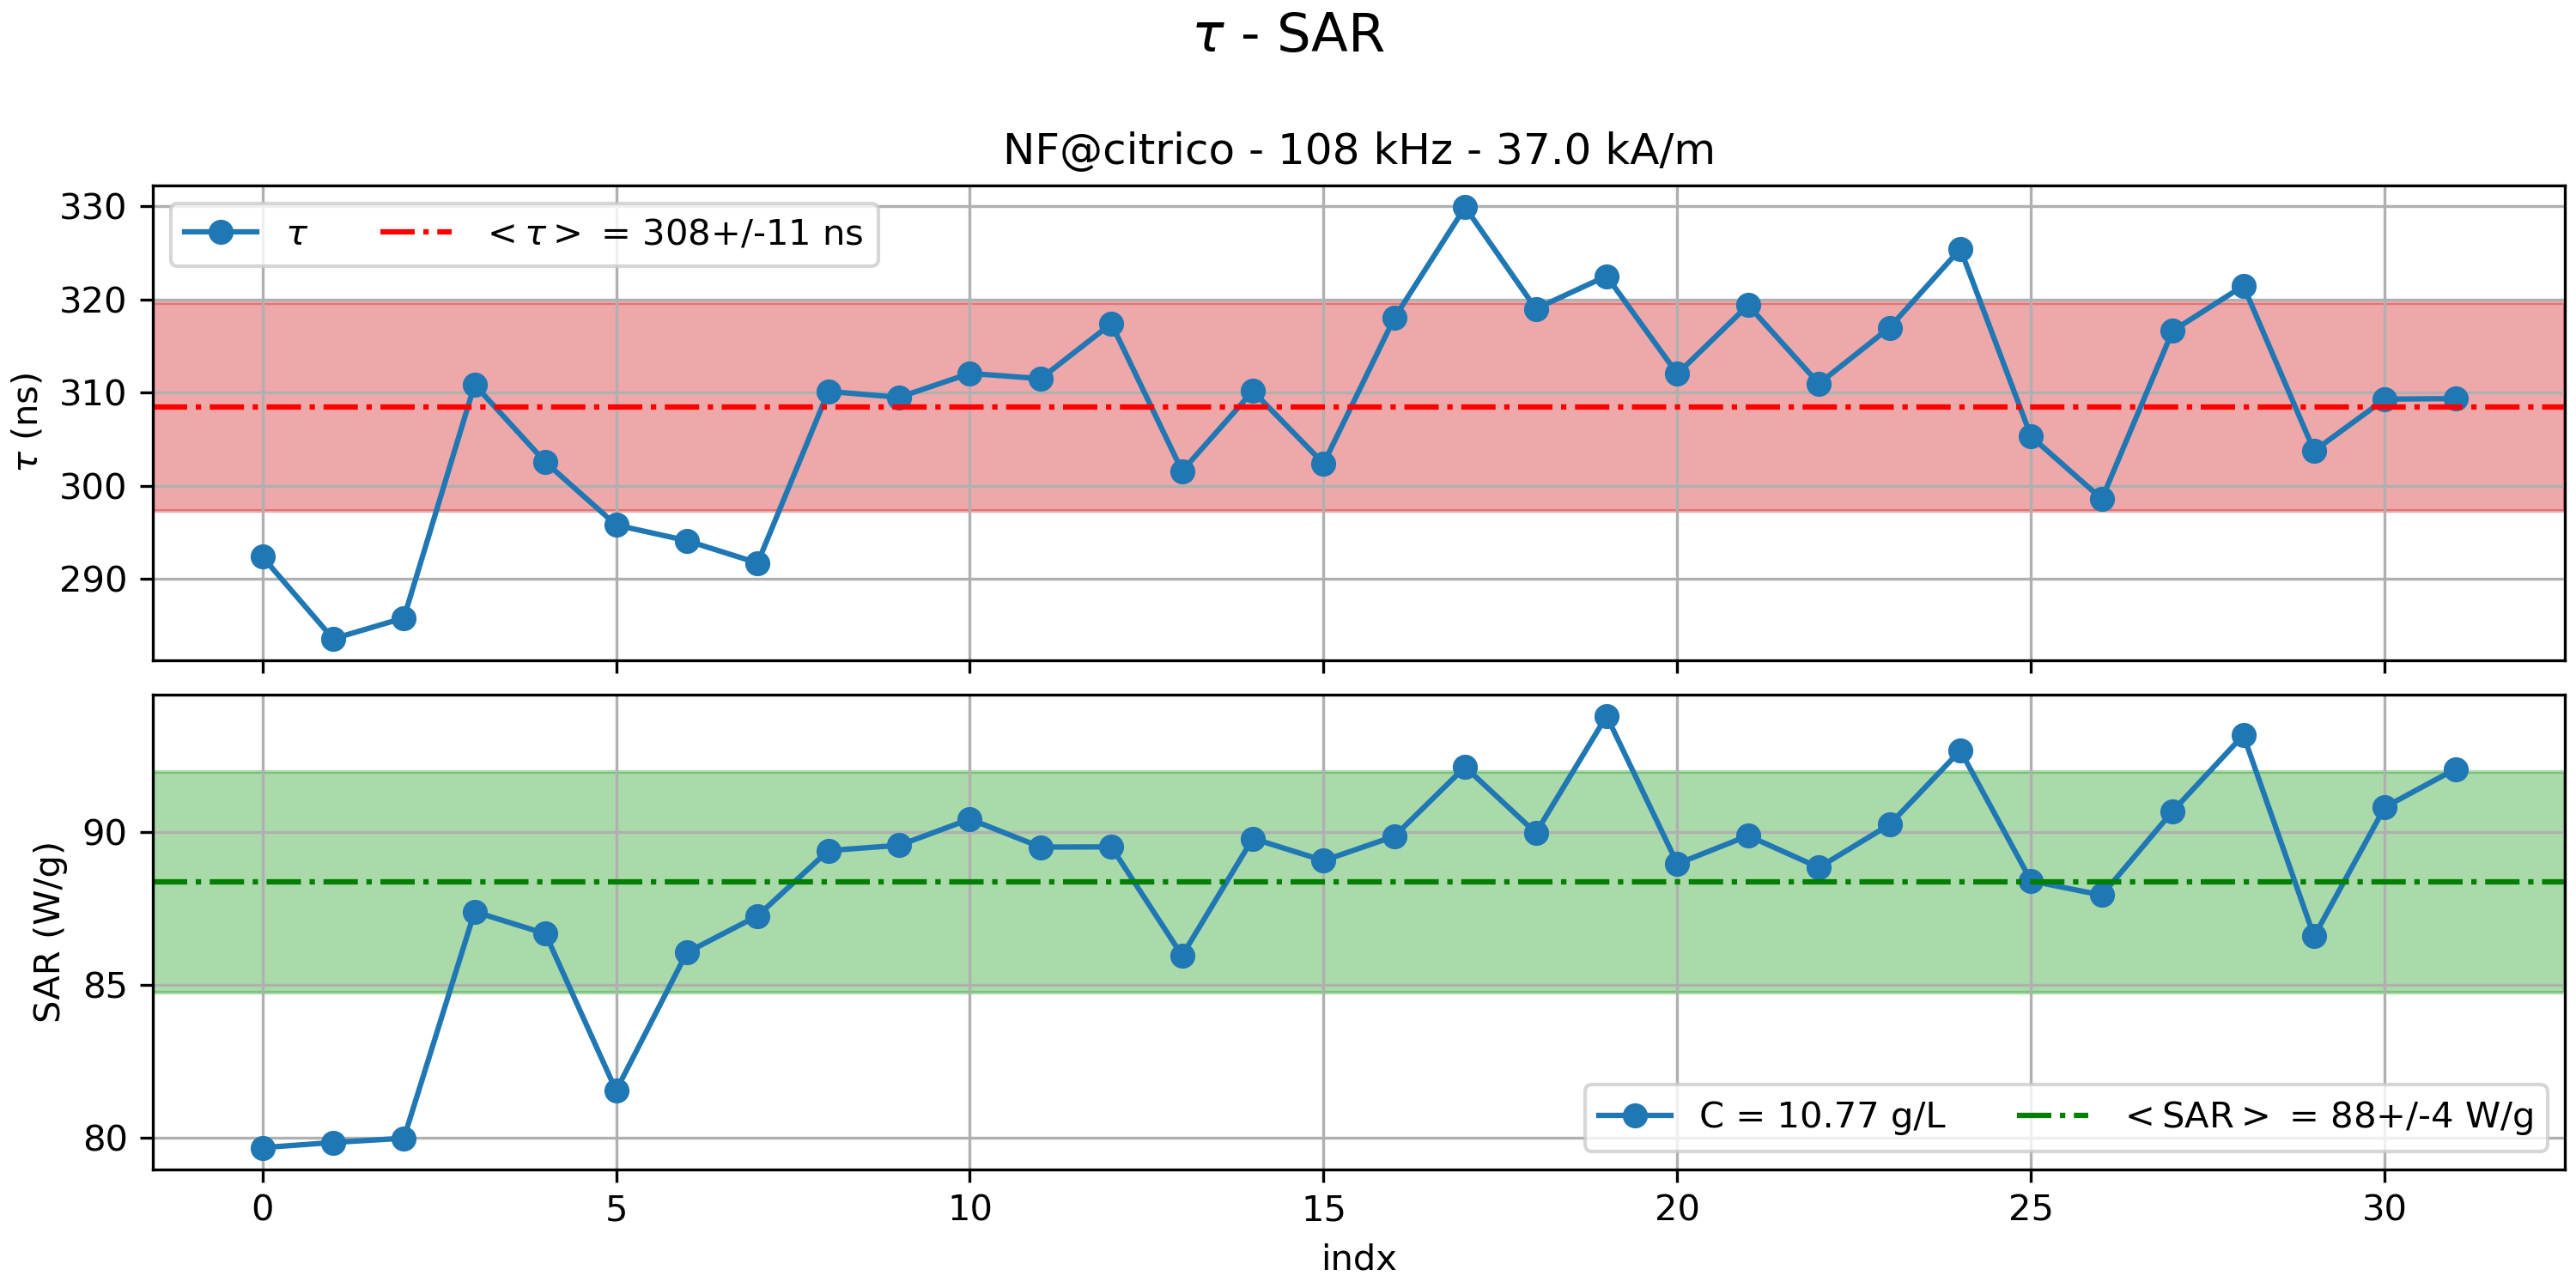 τ - SAR
NF@citrico - 108 kHz - 37.0 kA/m
τ (ns)
330
320
310
300
290
τ
<τ> = 308+/-11 ns
SAR (W/g)
90
85
80
C = 10.77 g/L
<SAR> = 88+/-4 W/g
0 5 10 15 20 25 30
indx